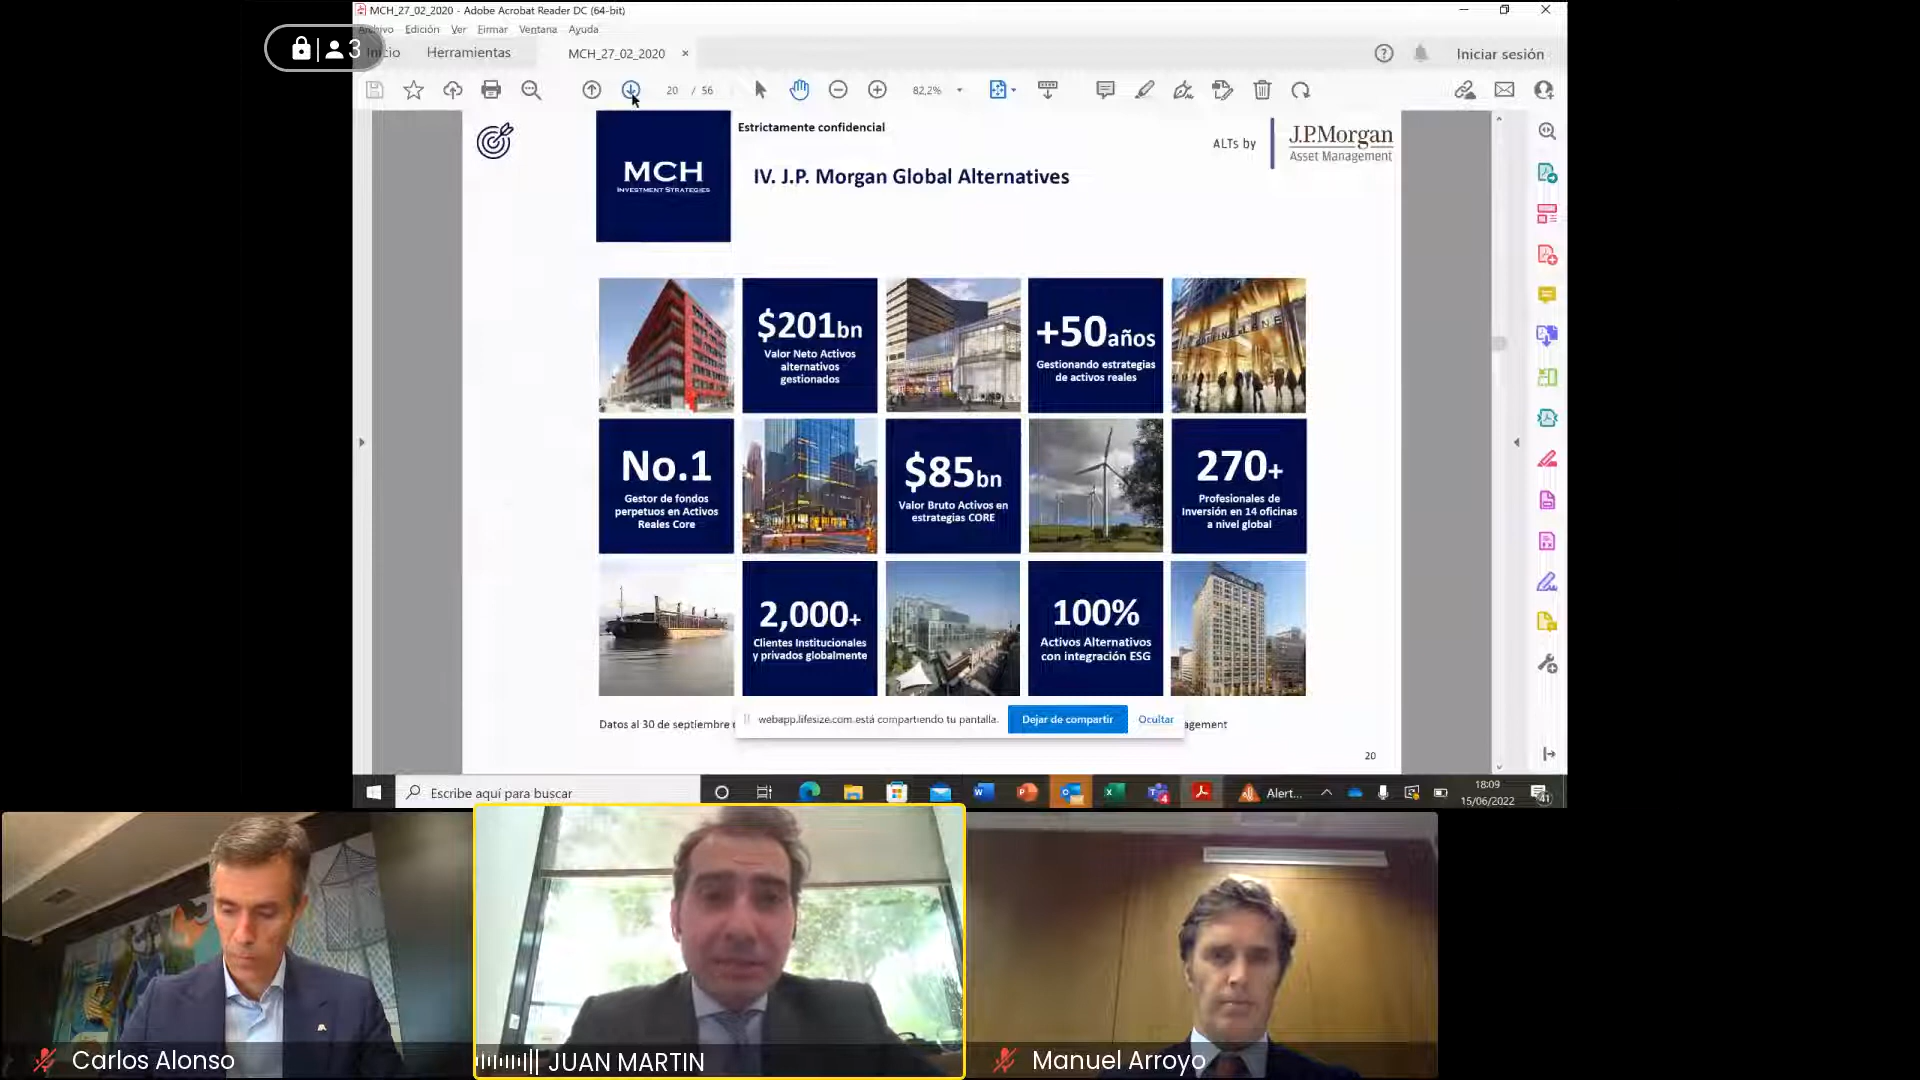 MCH_27_02_2020 - Adobe Acrobat Reader DC (64-bit)
Archivo Edición Ver Firmar Ventana Ayuda
3
Inicio Herramientas MCH_27_02_2020 × Iniciar sesión
20 / 56 82,2%
Estrictamente confidencial
MCH
INVESTMENT STRATEGIES
IV. J.P. Morgan Global Alternatives
ALTs by
J.P.Morgan
Asset Management
$201bn
Valor Neto Activos
alternativos
gestionados
+50años
Gestionando estrategias
de activos reales
No.1
Gestor de fondos
perpetuos en Activos
Reales Core
$85bn
Valor Bruto Activos en
estrategias CORE
270+
Profesionales de
Inversión en 14 oficinas
a nivel global
2,000+
Clientes Institucionales
y privados globalmente
100%
Activos Alternativos
con integración ESG
Datos al 30 de septiembre
webapp.lifesize.com está compartiendo tu pantalla. Dejar de compartir Ocultar
agement
20
Escribe aquí para buscar
Alert...
18:09
15/06/2022
41
Carlos Alonso
JUAN MARTIN
Manuel Arroyo